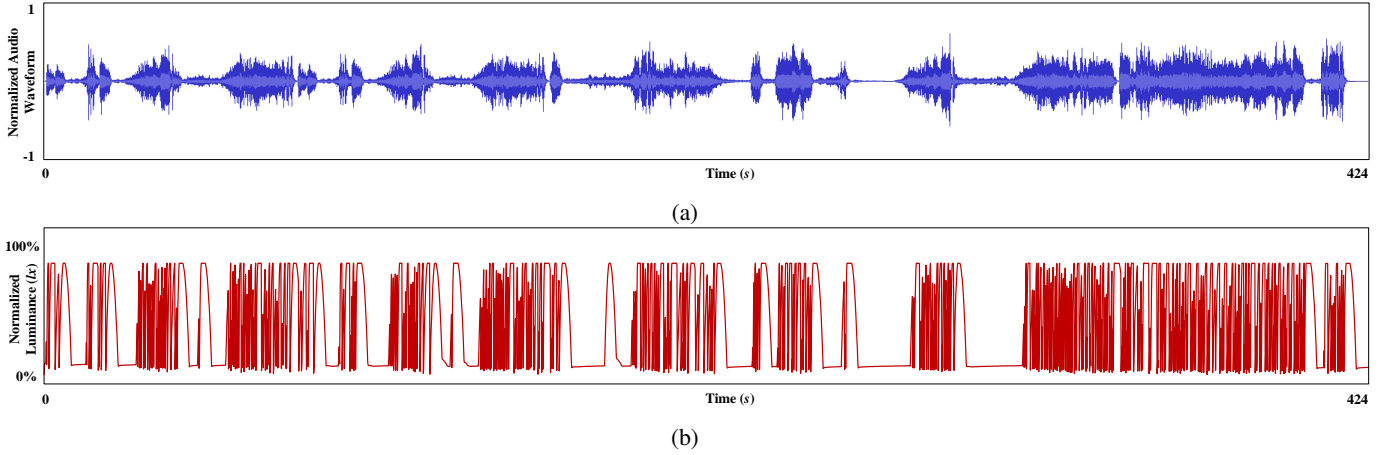 1
Normalized Audio
Waveform
-1
0
Time (s)
424
(a)
100%
Normalized
Luminance (lx)
0%
0
Time (s)
424
(b)